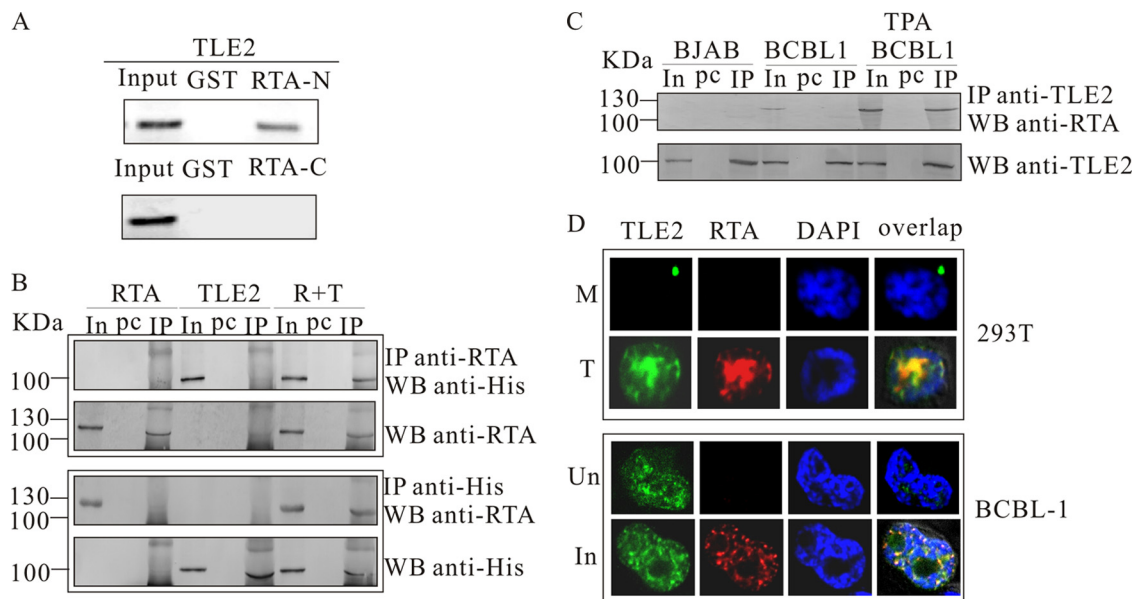 A
TLE2
Input GST RTA-N
Input GST RTA-C
B
RTA TLE2 R+T
KDa In pc IP In pc IP In pc IP
100
IP anti-RTA
WB anti-His
130
100
WB anti-RTA
130
100
IP anti-His
WB anti-RTA
100
WB anti-His
C
TPA
BJAB BCBL1 BCBL1
KDa In pc IP In pc IP In pc IP
130
100
IP anti-TLE2
WB anti-RTA
100
WB anti-TLE2
D
TLE2 RTA DAPI overlap
M
T
293T
Un
In
BCBL-1